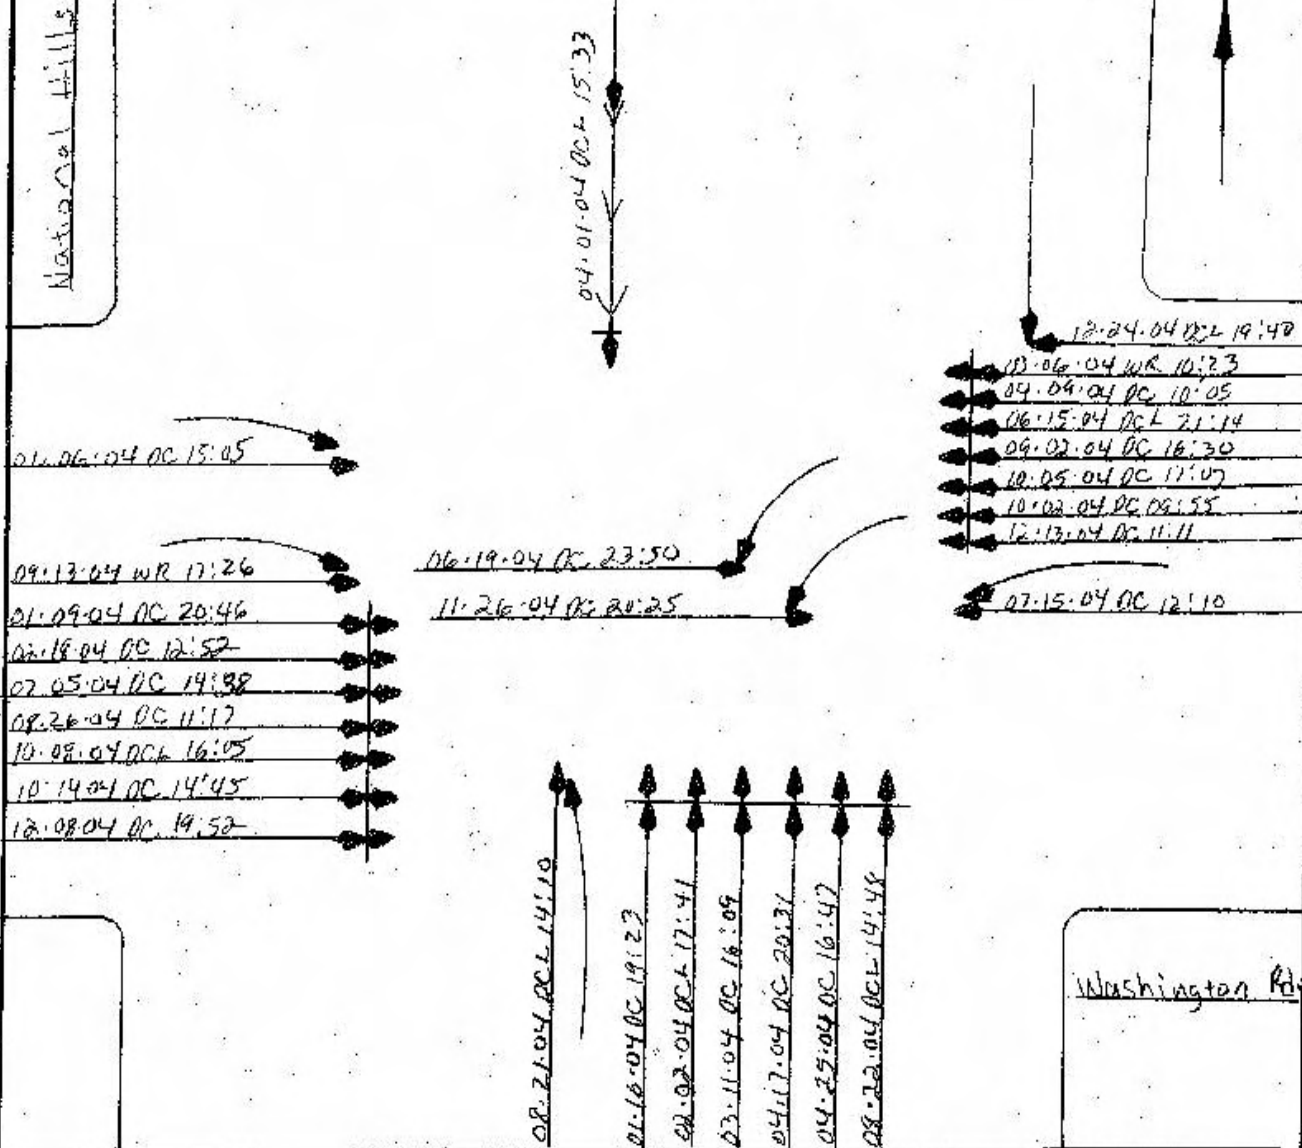 National Hills
04·01·04 DCL 15:33
12·24·04 DCL 19:40
03·06·04 WR 10:23
04·09·04 DC 10:05
06·15·04 DCL 21:14
09·02·04 DC 16:30
10·05·04 DC 17:07
10·02·04 DC 09:55
12·13·04 DC 11:11
07·15·04 DC 12:10
01·06·04 DC 15:05
09·13·04 WR 17:26
01·09·04 DC 20:46
02·18·04 DC 12:52
07 05·04 DC 14:38
08·26·04 DC 11:17
10·08·04 DCL 16:05
10·14 04 DC 14:45
12·08·04 DC 19:52
06·19·04 DC 23:50
11·26·04 DC 20:25
08·21·04 DCL 14:10
01·16·04 DC 19:23
02·02·04 DCL 17:41
03·11·04 DC 16:09
04·17·04 DC 20:31
04·29·04 DC 16:47
09·22·04 DCL 14:48
Washington Rd